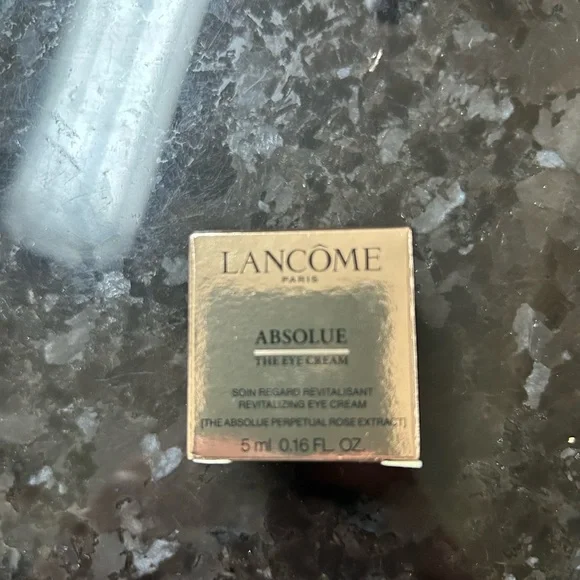 LANCÔME
PARIS
ABSOLUE
THE EYE CREAM
SOIN REGARD REVITALISANT
REVITALIZING EYE CREAM
[THE ABSOLUE PERPETUAL ROSE EXTRACT]
5 ml 0.16 FL. OZ.